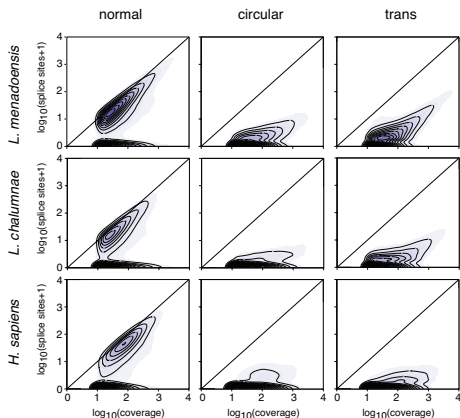 normal circular trans
L. menadoensis
log10(splice sites+1)
4
3
2
1
0
L. chalumnae
log10(splice sites+1)
4
3
2
1
0
H. sapiens
log10(splice sites+1)
4
3
2
1
0
0 1 2 3 4 0 1 2 3 4 0 1 2 3 4
log10(coverage) log10(coverage) log10(coverage)